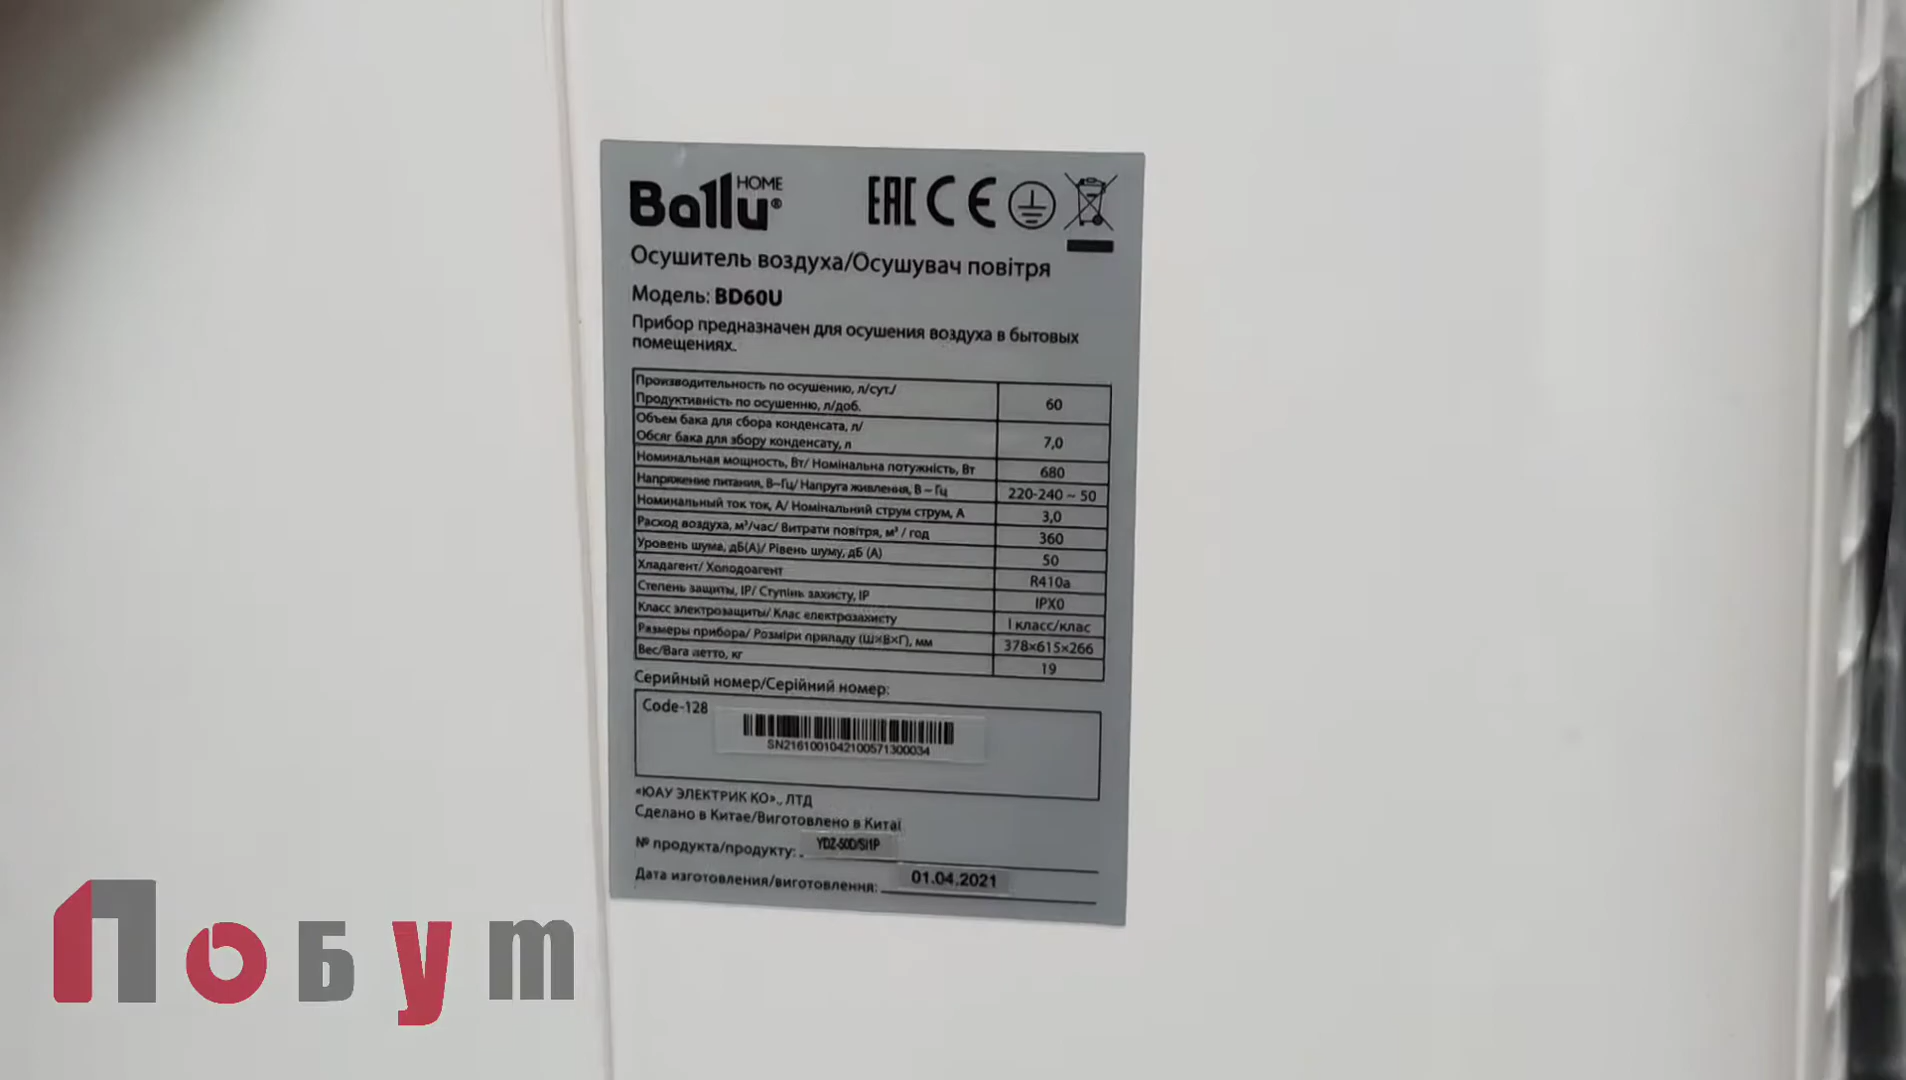 Ballu® HOME EAC CE
Осушитель воздуха/Осушувач повітря
Модель: BD60U
Прибор предназначен для осушения воздуха в бытовых
помещениях.
Производительность по осушению, л/сут./
Продуктивність по осушенню, л/доб. 60
Объем бака для сбора конденсата, л/
Обсяг бака для збору конденсату, л 7,0
Номинальная мощность, Вт/ Номінальна потужність, Вт 680
Напряжение питания, В~Гц/ Напруга живлення, В ~ Гц 220-240 ~ 50
Номинальный ток ток, А/ Номінальний струм струм, А 3,0
Расход воздуха, м³/час/ Витрати повітря, м³ / год 360
Уровень шума, дБ(А)/ Рівень шуму, дБ (А) 50
Хладагент/ Холодоагент R410a
Степень защиты, IP/ Ступінь захисту, IP IPX0
Класс электрозащиты/ Клас електрозахисту I класс/клас
Размеры прибора/ Розміри приладу (Ш×В×Г), мм 378×615×266
Вес/Вага нетто, кг 19
Серийный номер/Серійний номер:
Code-128
SN2161001042100571300034
«ЮАУ ЭЛЕКТРИК КО»., ЛТД
Сделано в Китае/Виготовлено в Китаї
№ продукта/продукту: YDZ-50D/SI1P
Дата изготовления/виготовлення: 01.04.2021
Побут